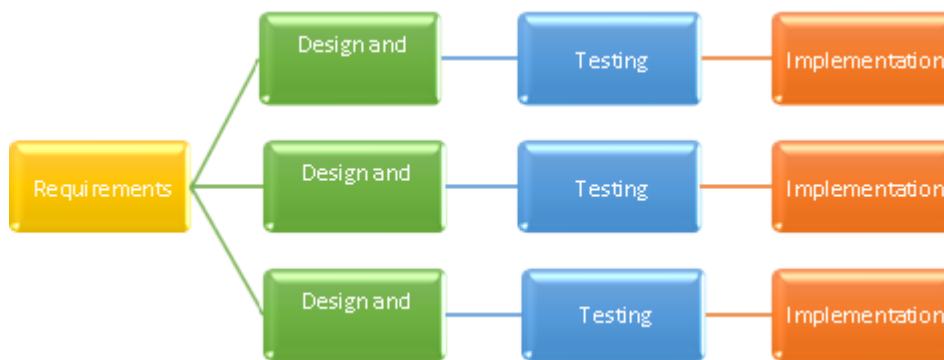 Design and
Testing
Implementation
Requirements
Design and
Testing
Implementation
Design and
Testing
Implementation